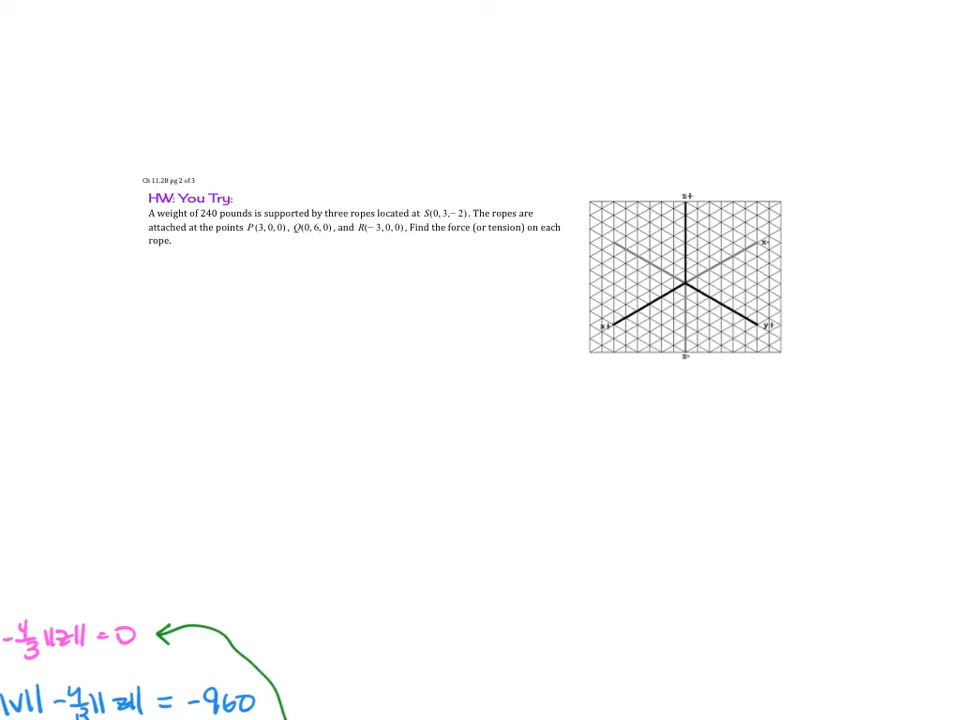 Ch 11.2B pg 2 of 3
HW: You Try:
A weight of 240 pounds is supported by three ropes located at S(0, 3, − 2). The ropes are
attached at the points P (3, 0, 0) , Q(0, 6, 0) , and R(− 3, 0, 0) , Find the force (or tension) on each
rope.
z+
x-
x+
y+
z-
-4/3 ||z|| = 0
|v|| - 4/13 || z|| = -960